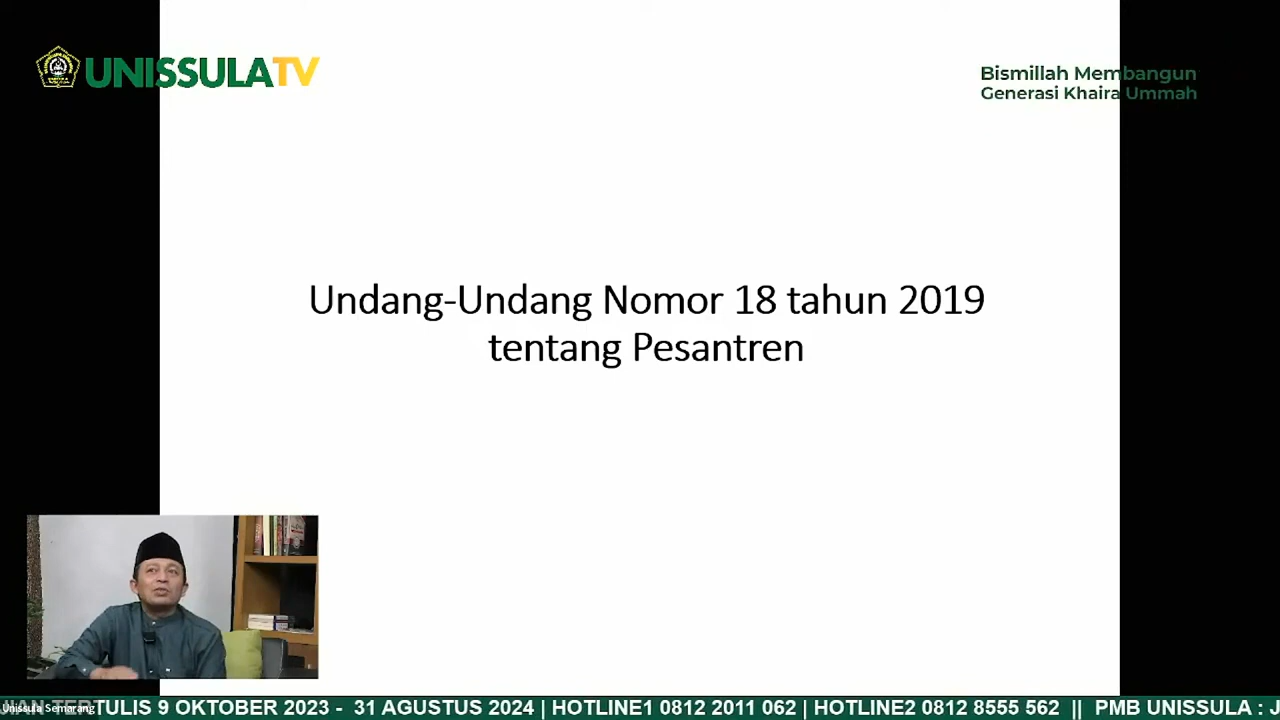 UNISSULATV
Bismillah Membangun
Generasi Khaira Ummah
Undang-Undang Nomor 18 tahun 2019
tentang Pesantren
Unissula Semarang
TULIS 9 OKTOBER 2023 - 31 AGUSTUS 2024 | HOTLINE1 0812 2011 062 | HOTLINE2 0812 8555 562 || PMB UNISSULA : J